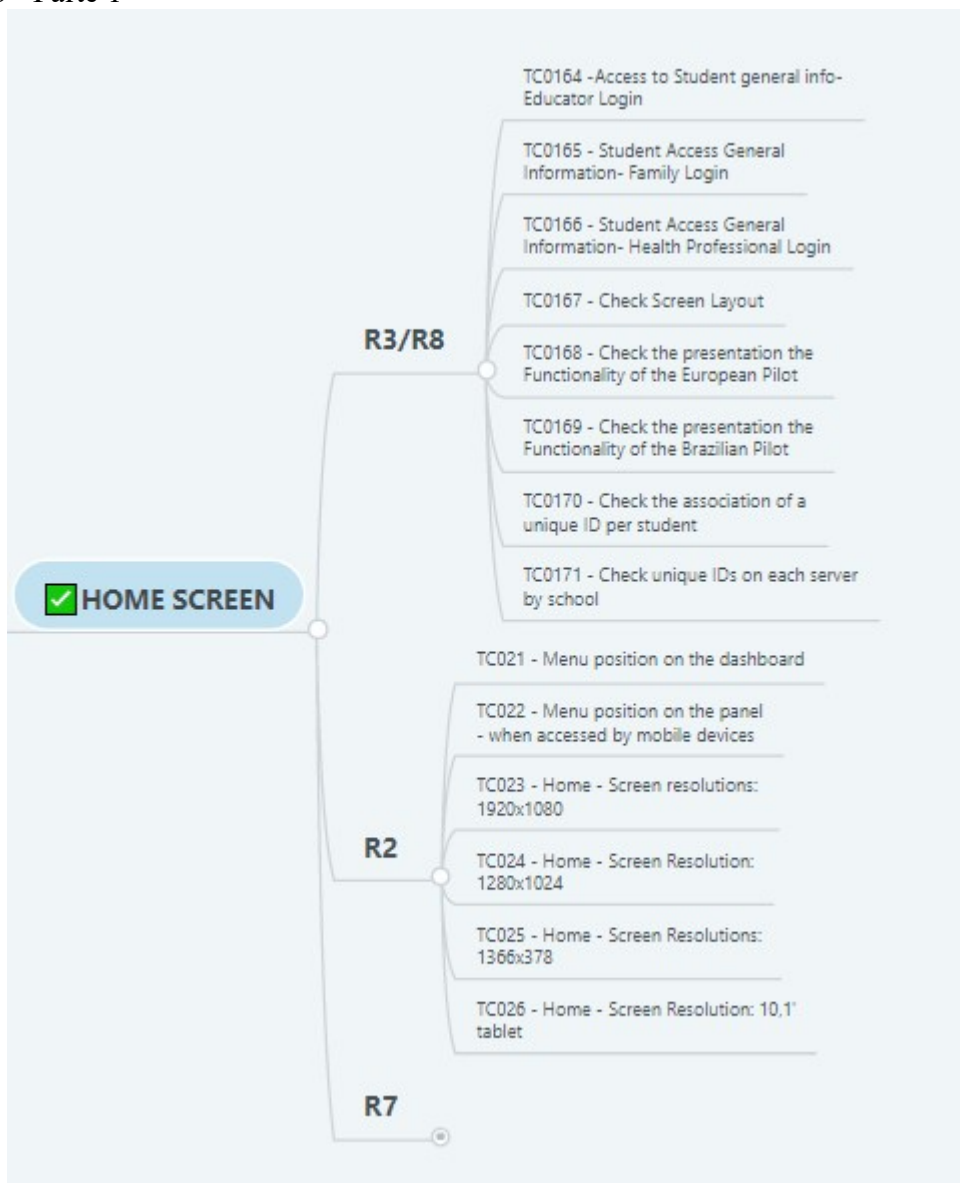 Parte 1
TC0164 -Access to Student general info-
Educator Login
TC0165 - Student Access General
Information- Family Login
TC0166 - Student Access General
Information- Health Professional Login
TC0167 - Check Screen Layout
R3/R8
TC0168 - Check the presentation the
Functionality of the European Pilot
TC0169 - Check the presentation the
Functionality of the Brazilian Pilot
TC0170 - Check the association of a
unique ID per student
TC0171 - Check unique IDs on each server
by school
HOME SCREEN
TC021 - Menu position on the dashboard
TC022 - Menu position on the panel
- when accessed by mobile devices
TC023 - Home - Screen resolutions:
1920x1080
R2
TC024 - Home - Screen Resolution:
1280x1024
TC025 - Home - Screen Resolutions:
1366x378
TC026 - Home - Screen Resolution: 10,1'
tablet
R7